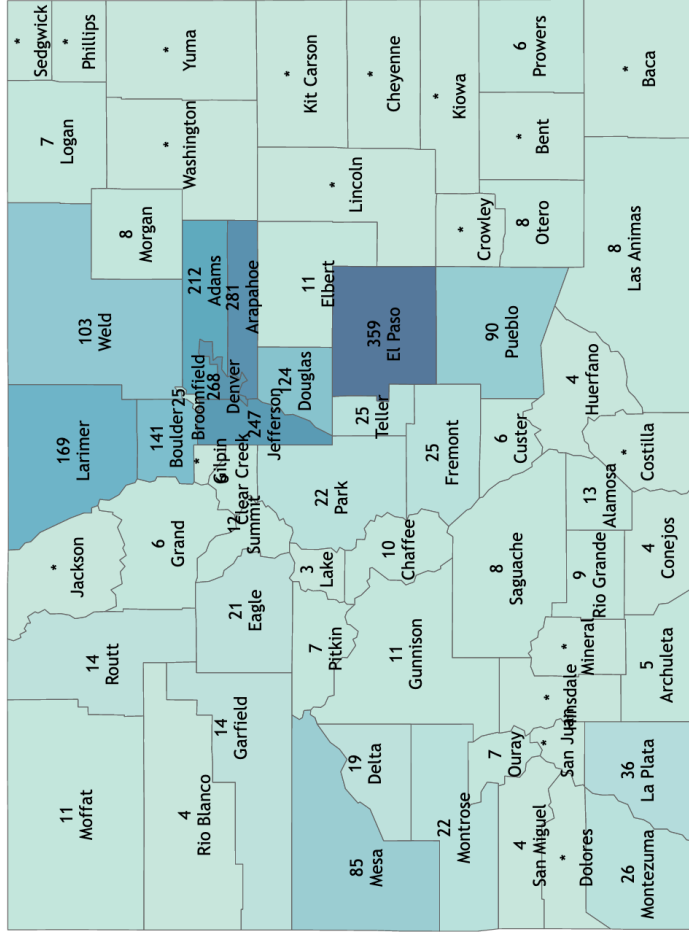 11
Moffat
14
Routt
*
Jackson
169
Larimer
103
Weld
7
Logan
*
Sedgwick
*
Phillips
4
Rio Blanco
6
Grand
141
Boulder
8
Morgan
*
Washington
*
Yuma
14
Garfield
21
Eagle
12
Summit
*
Gilpin
6
Clear Creek
25
Broomfield
268
Denver
212
Adams
281
Arapahoe
247
Jefferson
124
Douglas
11
Elbert
*
Lincoln
*
Kit Carson
85
Mesa
19
Delta
7
Pitkin
3
Lake
22
Park
25
Teller
359
El Paso
*
Cheyenne
11
Gunnison
10
Chaffee
25
Fremont
22
Montrose
7
Ouray
8
Saguache
6
Custer
90
Pueblo
*
Crowley
*
Kiowa
4
San Miguel
*
Dolores
*
San Juan
*
Hinsdale
*
Mineral
9
Rio Grande
13
Alamosa
4
Huerfano
8
Otero
*
Bent
6
Prowers
26
Montezuma
36
La Plata
5
Archuleta
4
Conejos
*
Costilla
8
Las Animas
*
Baca